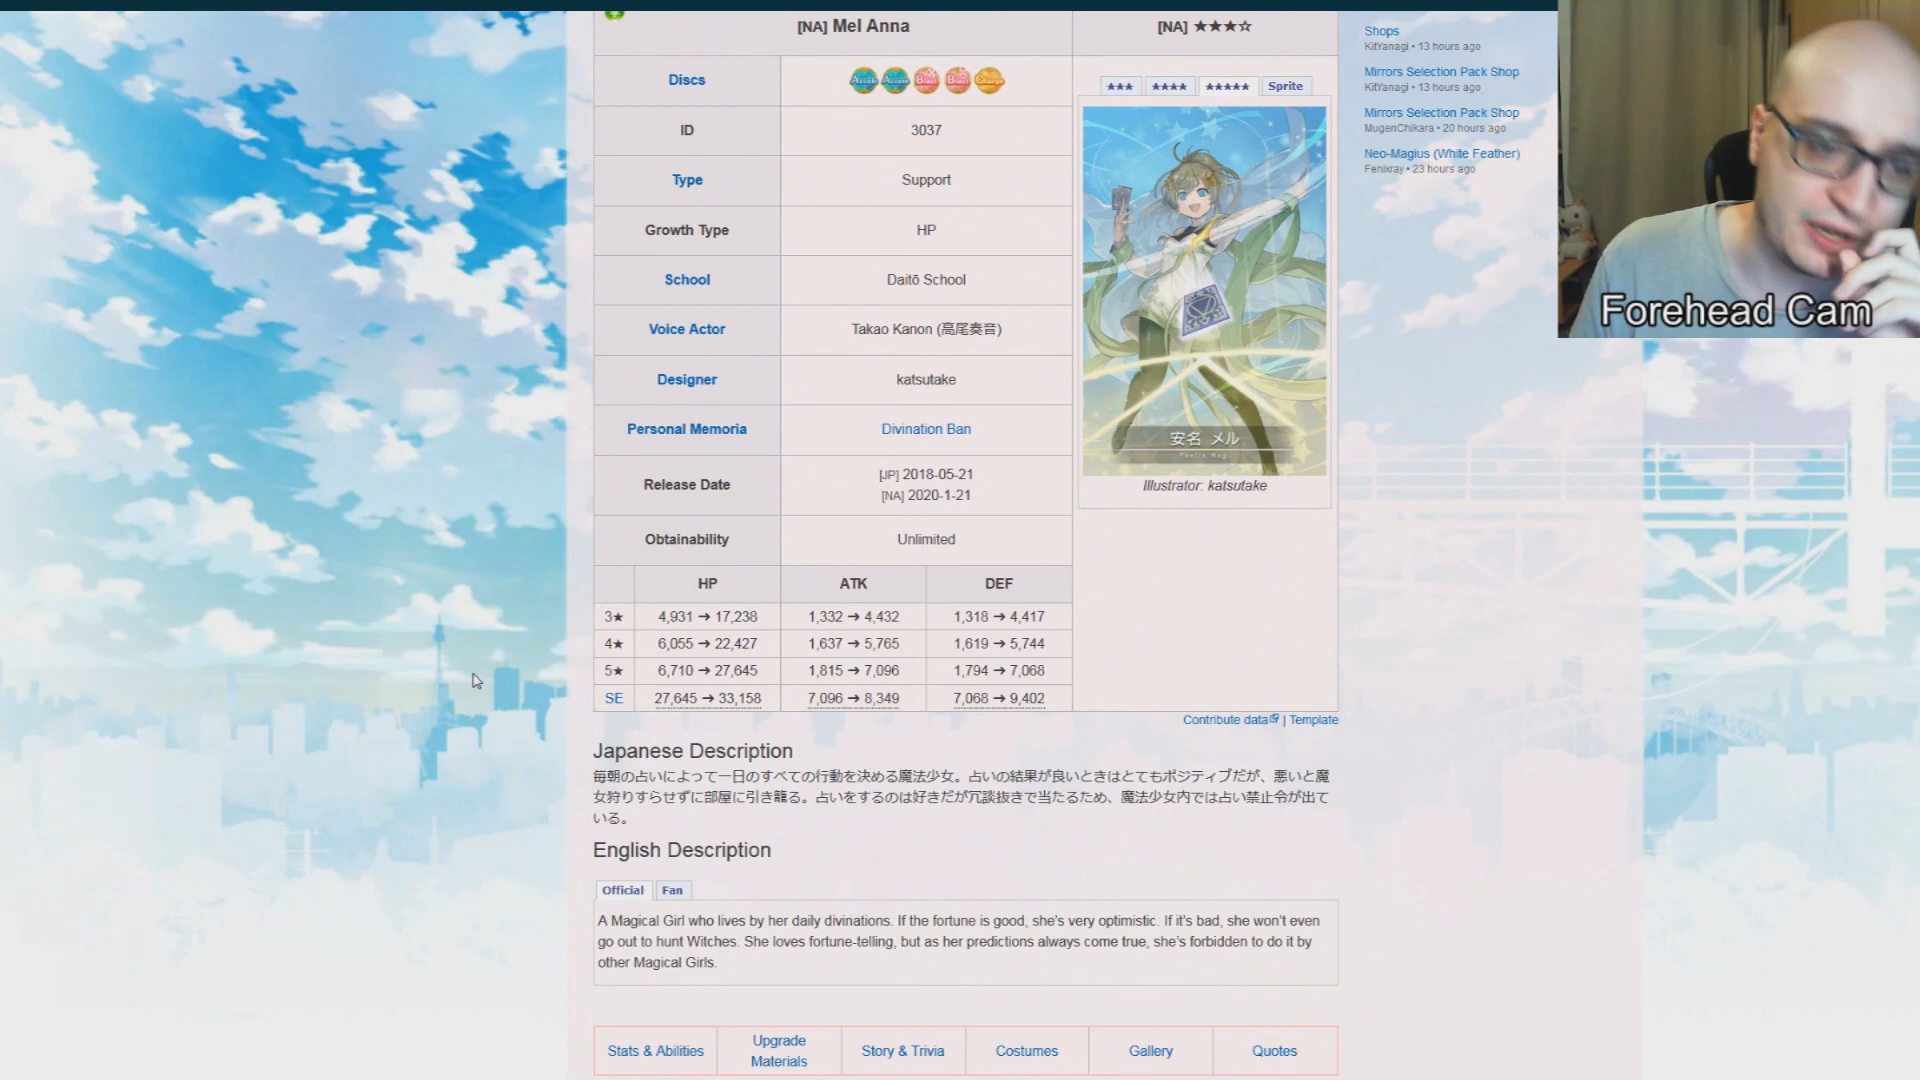 [NA] Mel Anna
[NA] ★★★☆
Discs
Accele Accele Blast Blast Charge
ID
3037
Type
Support
Growth Type
HP
School
Daitō School
Voice Actor
Takao Kanon (高尾奏音)
Designer
katsutake
Personal Memoria
Divination Ban
Release Date
[JP] 2018-05-21
[NA] 2020-1-21
Obtainability
Unlimited
HP ATK DEF
3★ 4,931 ➔ 17,238 1,332 ➔ 4,432 1,318 ➔ 4,417
4★ 6,055 ➔ 22,427 1,637 ➔ 5,765 1,619 ➔ 5,744
5★ 6,710 ➔ 27,645 1,815 ➔ 7,096 1,794 ➔ 7,068
SE 27,645 ➔ 33,158 7,096 ➔ 8,349 7,068 ➔ 9,402
★★★ ★★★★ ★★★★★ Sprite
安名 メル
Puella Magi
Illustrator: katsutake
Contribute data | Template
Japanese Description
毎朝の占いによって一日のすべての行動を決める魔法少女。占いの結果が良いときはとてもポジティブだが、悪いと魔
女狩りすらせずに部屋に引き籠る。占いをするのは好きだが冗談抜きで当たるため、魔法少女内では占い禁止令が出て
いる。
English Description
Official Fan
A Magical Girl who lives by her daily divinations. If the fortune is good, she's very optimistic. If it's bad, she won't even
go out to hunt Witches. She loves fortune-telling, but as her predictions always come true, she's forbidden to do it by
other Magical Girls.
Stats & Abilities
Upgrade
Materials
Story & Trivia
Costumes
Gallery
Quotes
Shops
KitYanagi • 13 hours ago
Mirrors Selection Pack Shop
KitYanagi • 13 hours ago
Mirrors Selection Pack Shop
MugenChikara • 20 hours ago
Neo-Magius (White Feather)
Fenixray • 23 hours ago
Forehead Cam